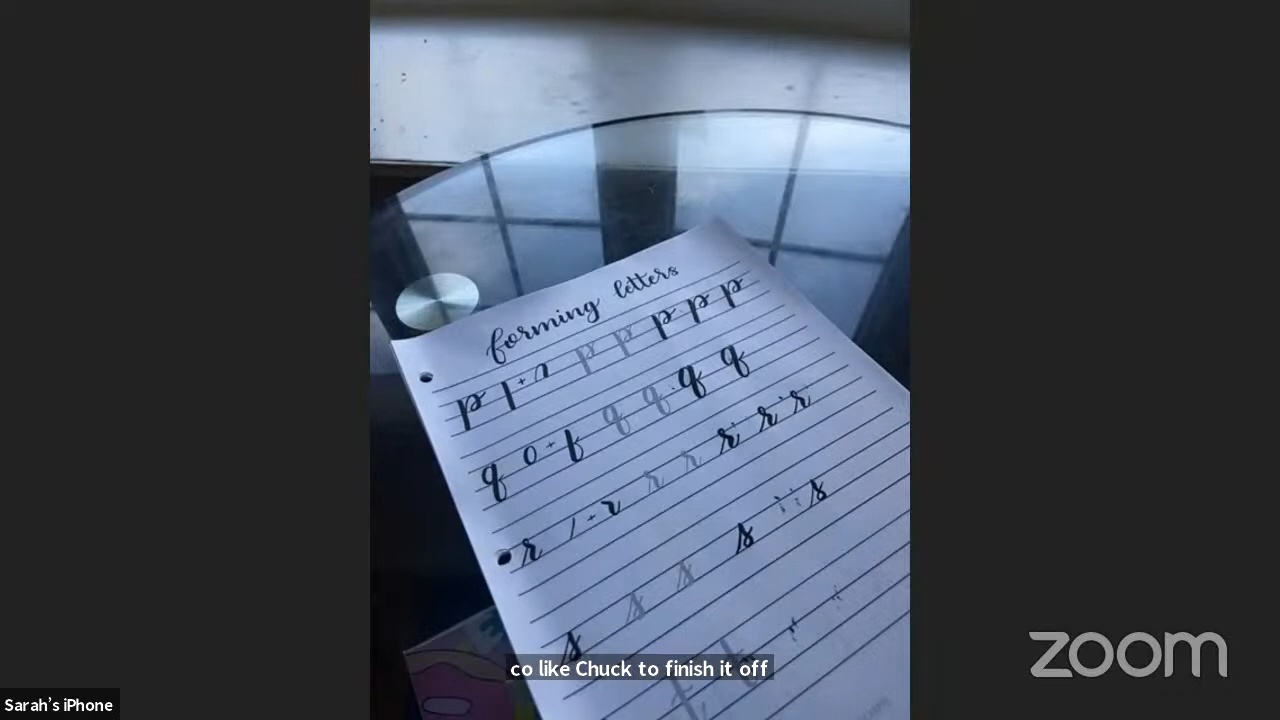 forming letters
p l + n p p p p p
q o + f q q q q
r / + r r r r r r
s s s s s
t
co like Chuck to finish it off
zoom
Sarah's iPhone